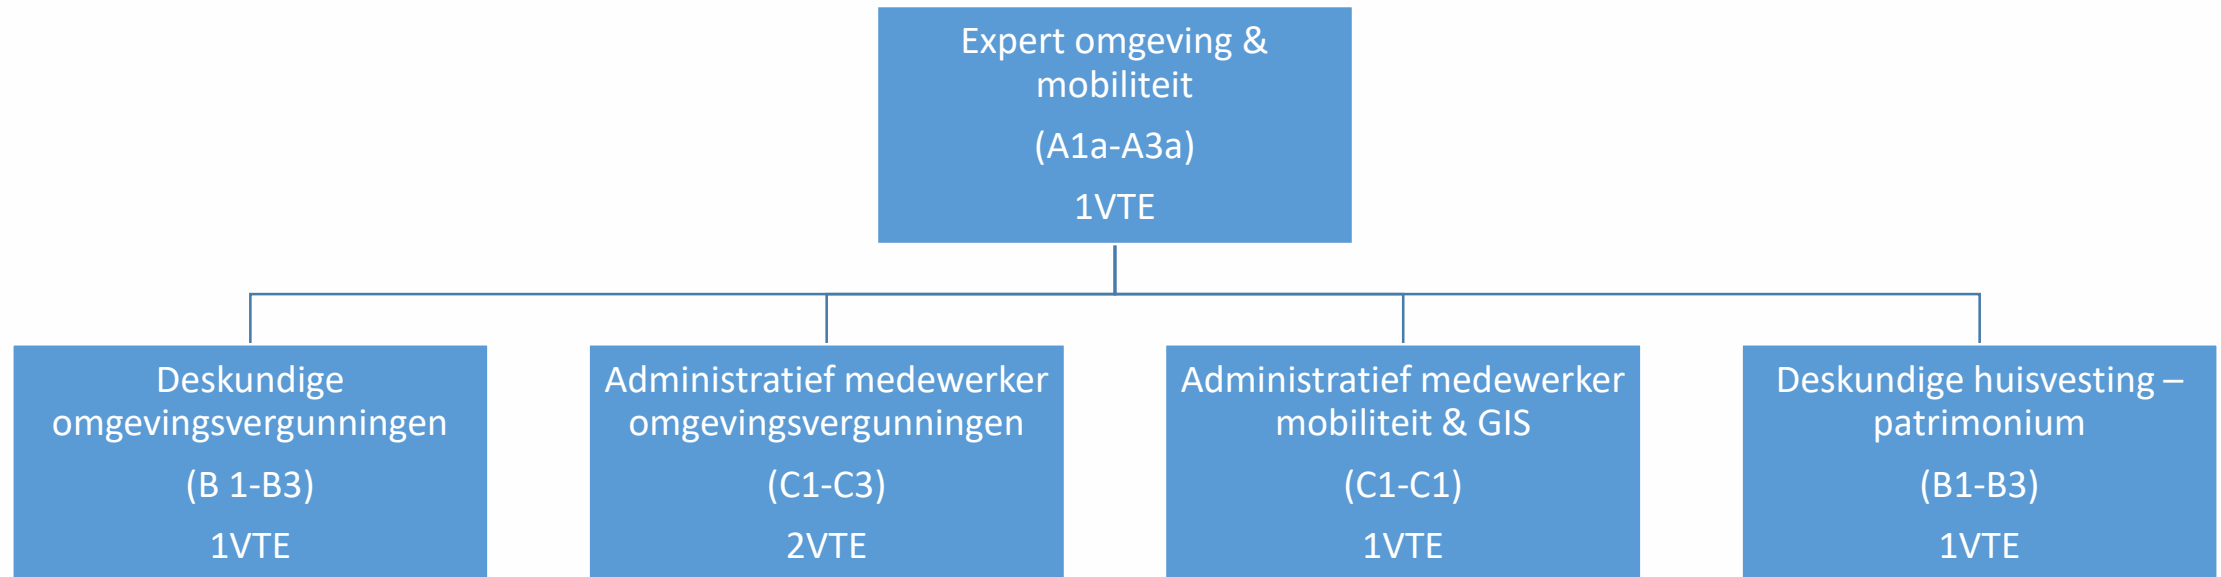 Expert omgeving &
mobiliteit
(A1a-A3a)
1VTE
Deskundige
omgevingsvergunningen
(B 1-B3)
1VTE
Administratief medewerker
omgevingsvergunningen
(C1-C3)
2VTE
Administratief medewerker
mobiliteit & GIS
(C1-C1)
1VTE
Deskundige huisvesting –
patrimonium
(B1-B3)
1VTE